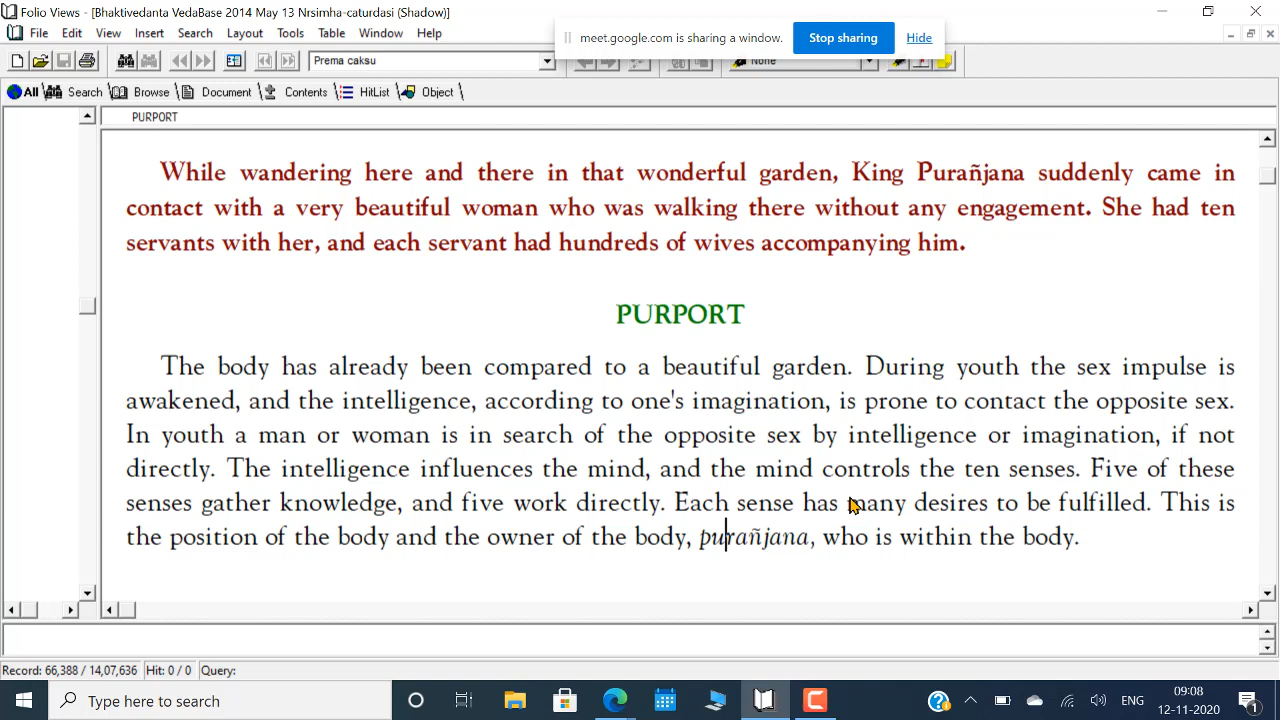 Folio Views - [Bhaktivedanta VedaBase 2014 May 13 Nrsimha-caturdasi (Shadow)]
meet.google.com is sharing a window. Stop sharing Hide
File Edit View Insert Search Layout Tools Table Window Help
Prema caksu None
All Search Browse Document Contents HitList Object
PURPORT
While wandering here and there in that wonderful garden, King Purañjana suddenly came in
contact with a very beautiful woman who was walking there without any engagement. She had ten
servants with her, and each servant had hundreds of wives accompanying him.
PURPORT
The body has already been compared to a beautiful garden. During youth the sex impulse is
awakened, and the intelligence, according to one's imagination, is prone to contact the opposite sex.
In youth a man or woman is in search of the opposite sex by intelligence or imagination, if not
directly. The intelligence influences the mind, and the mind controls the ten senses. Five of these
senses gather knowledge, and five work directly. Each sense has many desires to be fulfilled. This is
the position of the body and the owner of the body, purañjana, who is within the body.
Record: 66,388 / 14,07,636 Hit: 0 / 0 Query:
Type here to search
ENG
09:08
12-11-2020
1